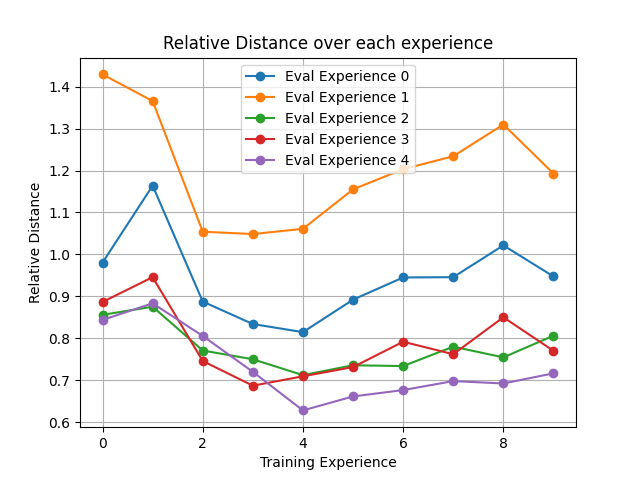 Relative Distance over each experience
Eval Experience 0
Eval Experience 1
Eval Experience 2
Eval Experience 3
Eval Experience 4
Relative Distance
1.4
1.3
1.2
1.1
1.0
0.9
0.8
0.7
0.6
0 2 4 6 8
Training Experience